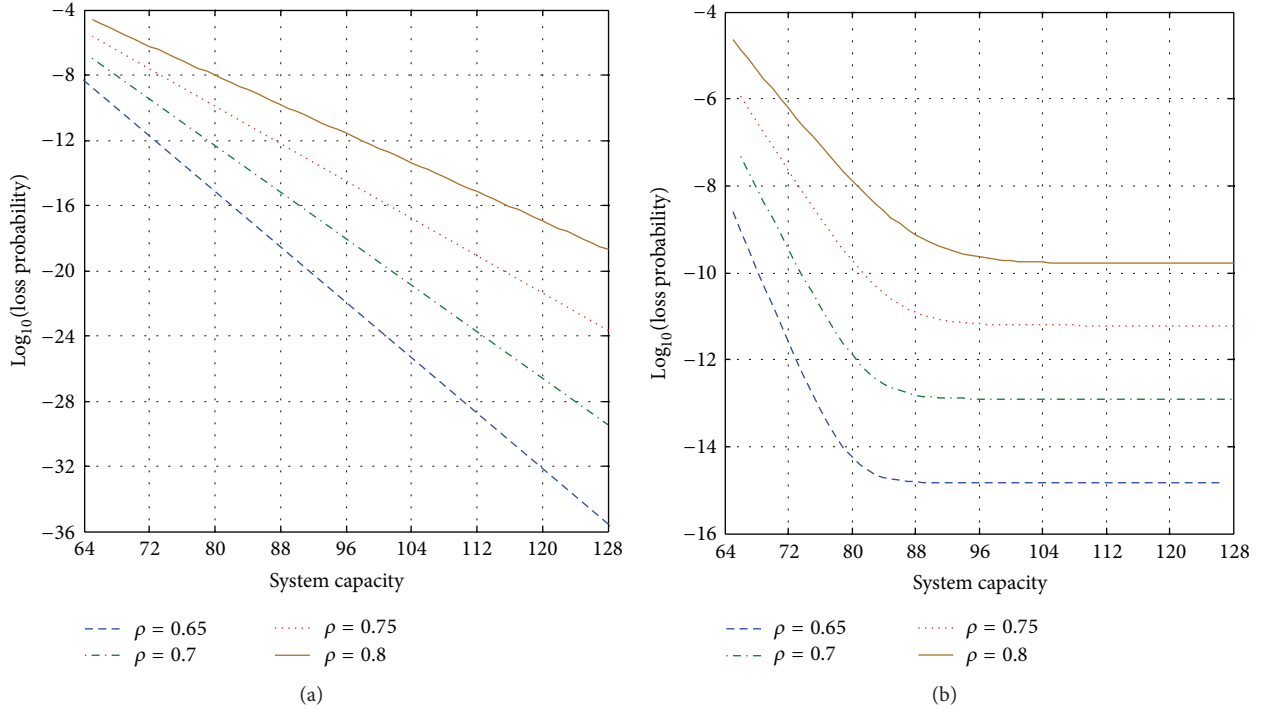 −4
−8
−12
−16
−20
−24
−28
−32
−36
Log10(loss probability)
64 72 80 88 96 104 112 120 128
System capacity
ρ = 0.65
ρ = 0.7
ρ = 0.75
ρ = 0.8
(a)
−4
−6
−8
−10
−12
−14
−16
Log10(loss probability)
64 72 80 88 96 104 112 120 128
System capacity
ρ = 0.65
ρ = 0.7
ρ = 0.75
ρ = 0.8
(b)